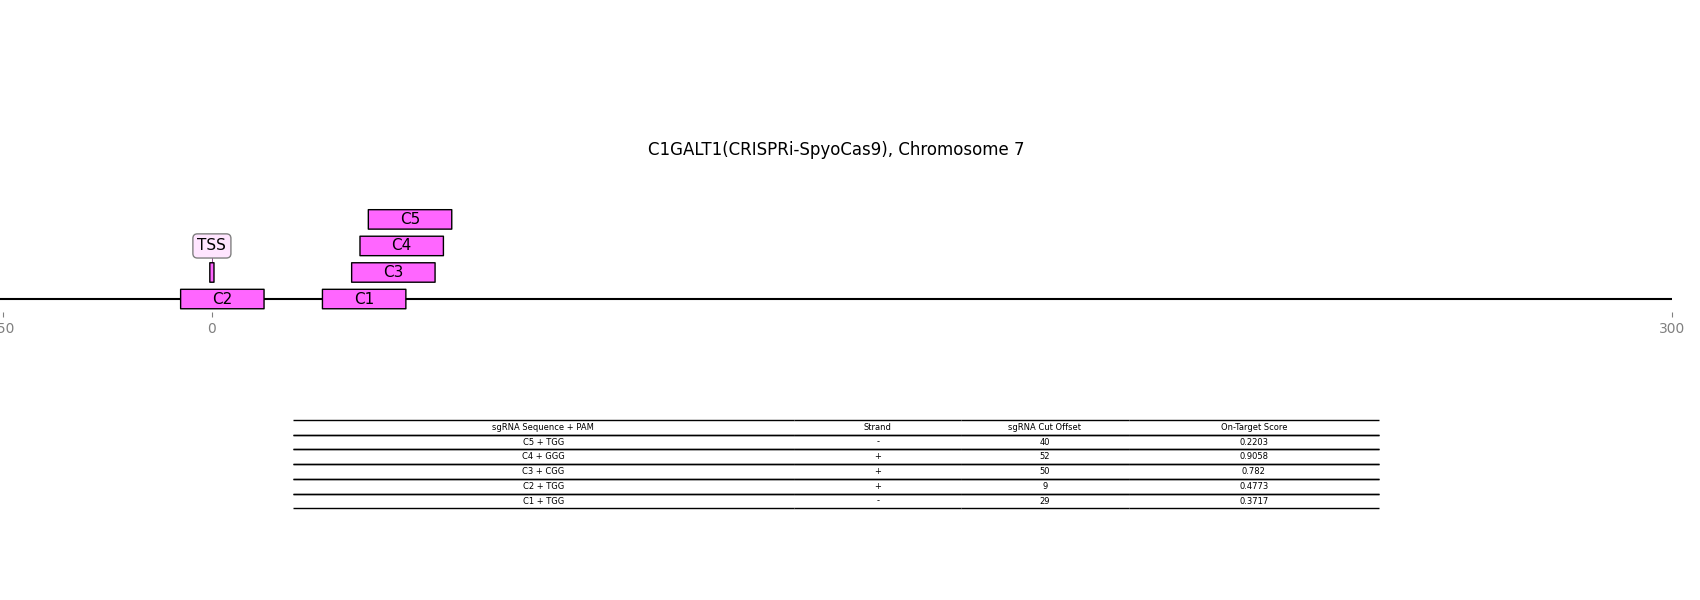 C1GALT1(CRISPRi-SpyoCas9), Chromosome 7
C5
TSS
C4
C3
C2
C1
50
0
300
sgRNA Sequence + PAM Strand sgRNA Cut Offset On-Target Score
C5 + TGG - 40 0.2203
C4 + GGG + 52 0.9058
C3 + CGG + 50 0.782
C2 + TGG + 9 0.4773
C1 + TGG - 29 0.3717